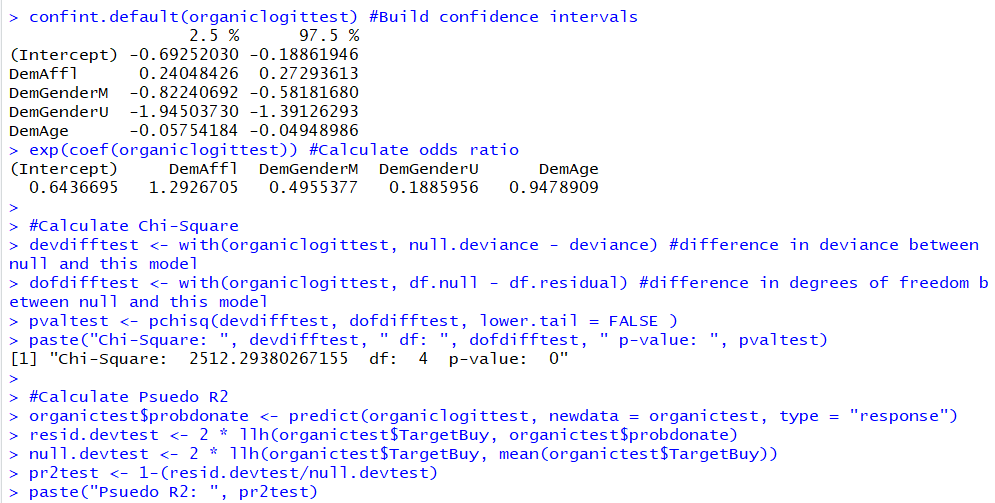 > confint.default(organiclogittest) #Build confidence intervals
                  2.5 %      97.5 %
(Intercept) -0.69252030 -0.18861946
DemAffl      0.24048426  0.27293613
DemGenderM  -0.82240692 -0.58181680
DemGenderU  -1.94503730 -1.39126293
DemAge      -0.05754184 -0.04948986
> exp(coef(organiclogittest)) #Calculate odds ratio
(Intercept)     DemAffl  DemGenderM  DemGenderU      DemAge
  0.6436695   1.2926705   0.4955377   0.1885956   0.9478909
>
> #Calculate Chi-Square
> devdifftest <- with(organiclogittest, null.deviance - deviance) #difference in deviance between
null and this model
> dofdifftest <- with(organiclogittest, df.null - df.residual) #difference in degrees of freedom b
etween null and this model
> pvaltest <- pchisq(devdifftest, dofdifftest, lower.tail = FALSE )
> paste("Chi-Square: ", devdifftest, " df: ", dofdifftest, " p-value: ", pvaltest)
[1] "Chi-Square:  2512.29380267155  df:  4  p-value:  0"
>
> #Calculate Psuedo R2
> organictest$probdonate <- predict(organiclogittest, newdata = organictest, type = "response")
> resid.devtest <- 2 * llh(organictest$TargetBuy, organictest$probdonate)
> null.devtest <- 2 * llh(organictest$TargetBuy, mean(organictest$TargetBuy))
> pr2test <- 1-(resid.devtest/null.devtest)
> paste("Psuedo R2: ", pr2test)